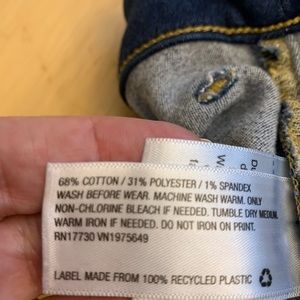 68% COTTON / 31% POLYESTER / 1% SPANDEX
WASH BEFORE WEAR. MACHINE WASH WARM. ONLY
NON-CHLORINE BLEACH IF NEEDED. TUMBLE DRY MEDIUM.
WARM IRON IF NEEDED. DO NOT IRON ON PRINT.
RN17730 VN1975649
LABEL MADE FROM 100% RECYCLED PLASTIC